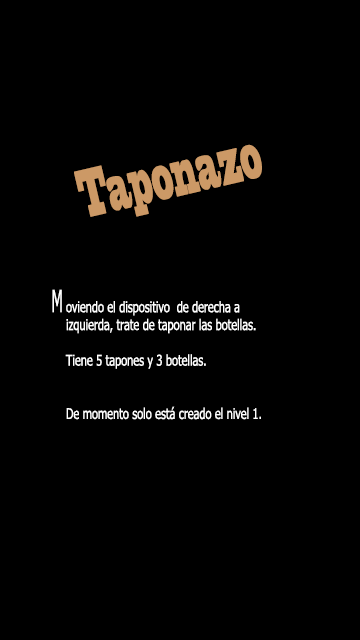 Taponazo
Moviendo el dispositivo de derecha a
izquierda, trate de taponar las botellas.
Tiene 5 tapones y 3 botellas.
De momento solo está creado el nivel 1.